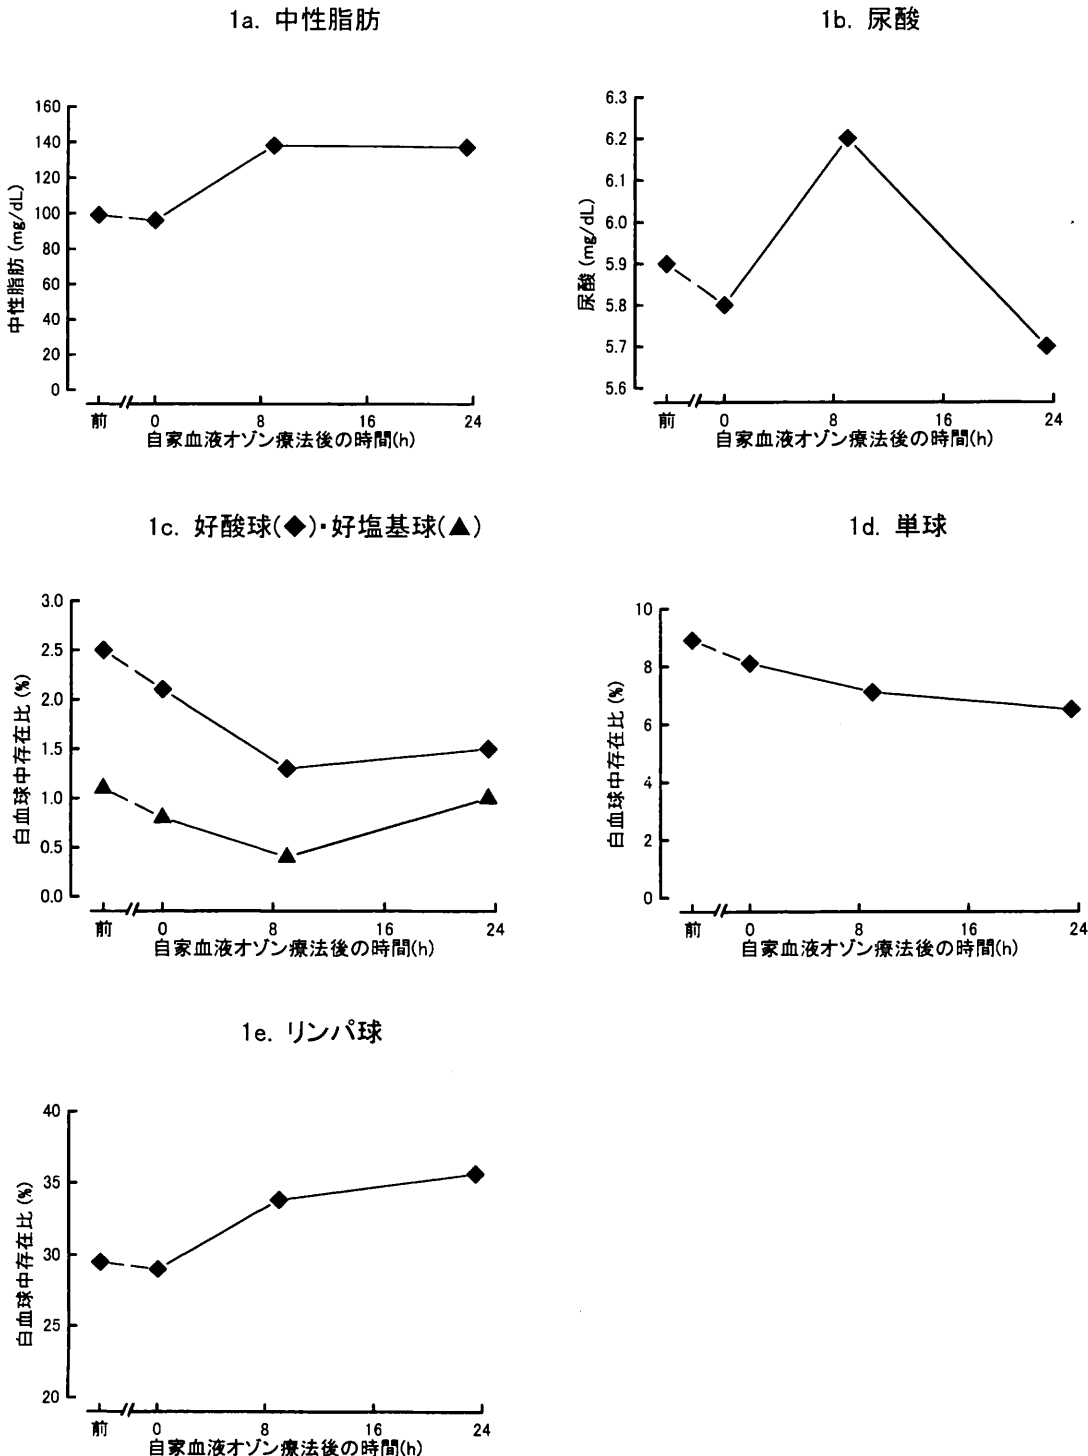 1a. 中性脂肪
中性脂肪(mg/dL)
160
140
120
100
80
60
40
20
0
前 0 8 16 24
自家血液オゾン療法後の時間(h)
1b. 尿酸
尿酸(mg/dL)
6.3
6.2
6.1
6.0
5.9
5.8
5.7
5.6
前 0 8 16 24
自家血液オゾン療法後の時間(h)
1c. 好酸球(◆)・好塩基球(▲)
白血球中存在比(%)
3.0
2.5
2.0
1.5
1.0
0.5
0.0
前 0 8 16 24
自家血液オゾン療法後の時間(h)
1d. 単球
白血球中存在比(%)
10
8
6
4
2
0
前 0 8 16 24
自家血液オゾン療法後の時間(h)
1e. リンパ球
白血球中存在比(%)
40
35
30
25
20
前 0 8 16 24
自家血液オゾン療法後の時間(h)